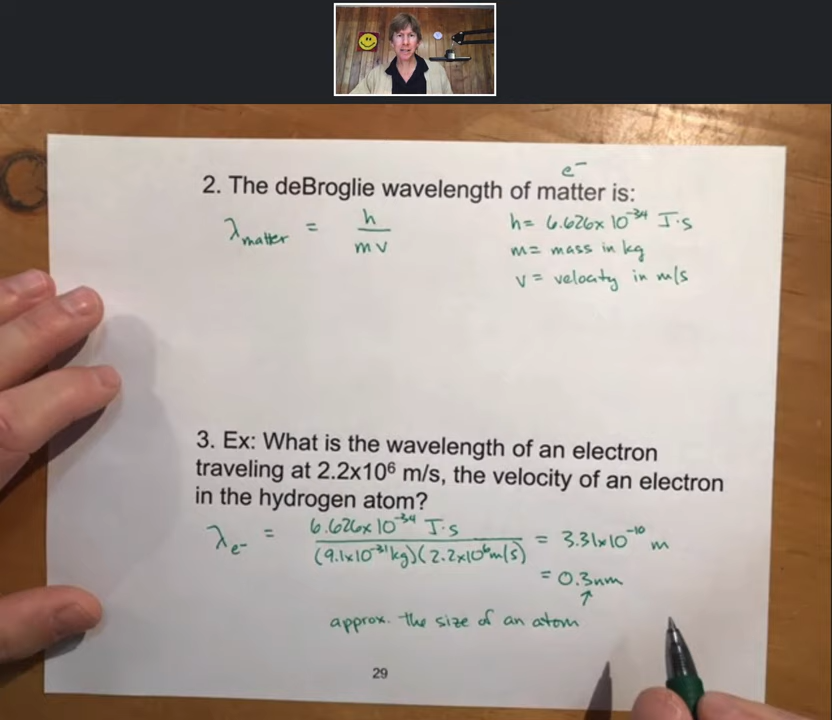 e⁻
2. The deBroglie wavelength of matter is:
λmatter = h / mv
h = 6.626x10⁻³⁴ J·s
m = mass in kg
v = velocity in m/s
3. Ex: What is the wavelength of an electron
traveling at 2.2x10⁶ m/s, the velocity of an electron
in the hydrogen atom?
λe⁻ = 6.626x10⁻³⁴ J·s / (9.1x10⁻³¹ kg)(2.2x10⁶ m/s) = 3.31x10⁻¹⁰ m
= 0.3nm
↑
approx. the size of an atom
29